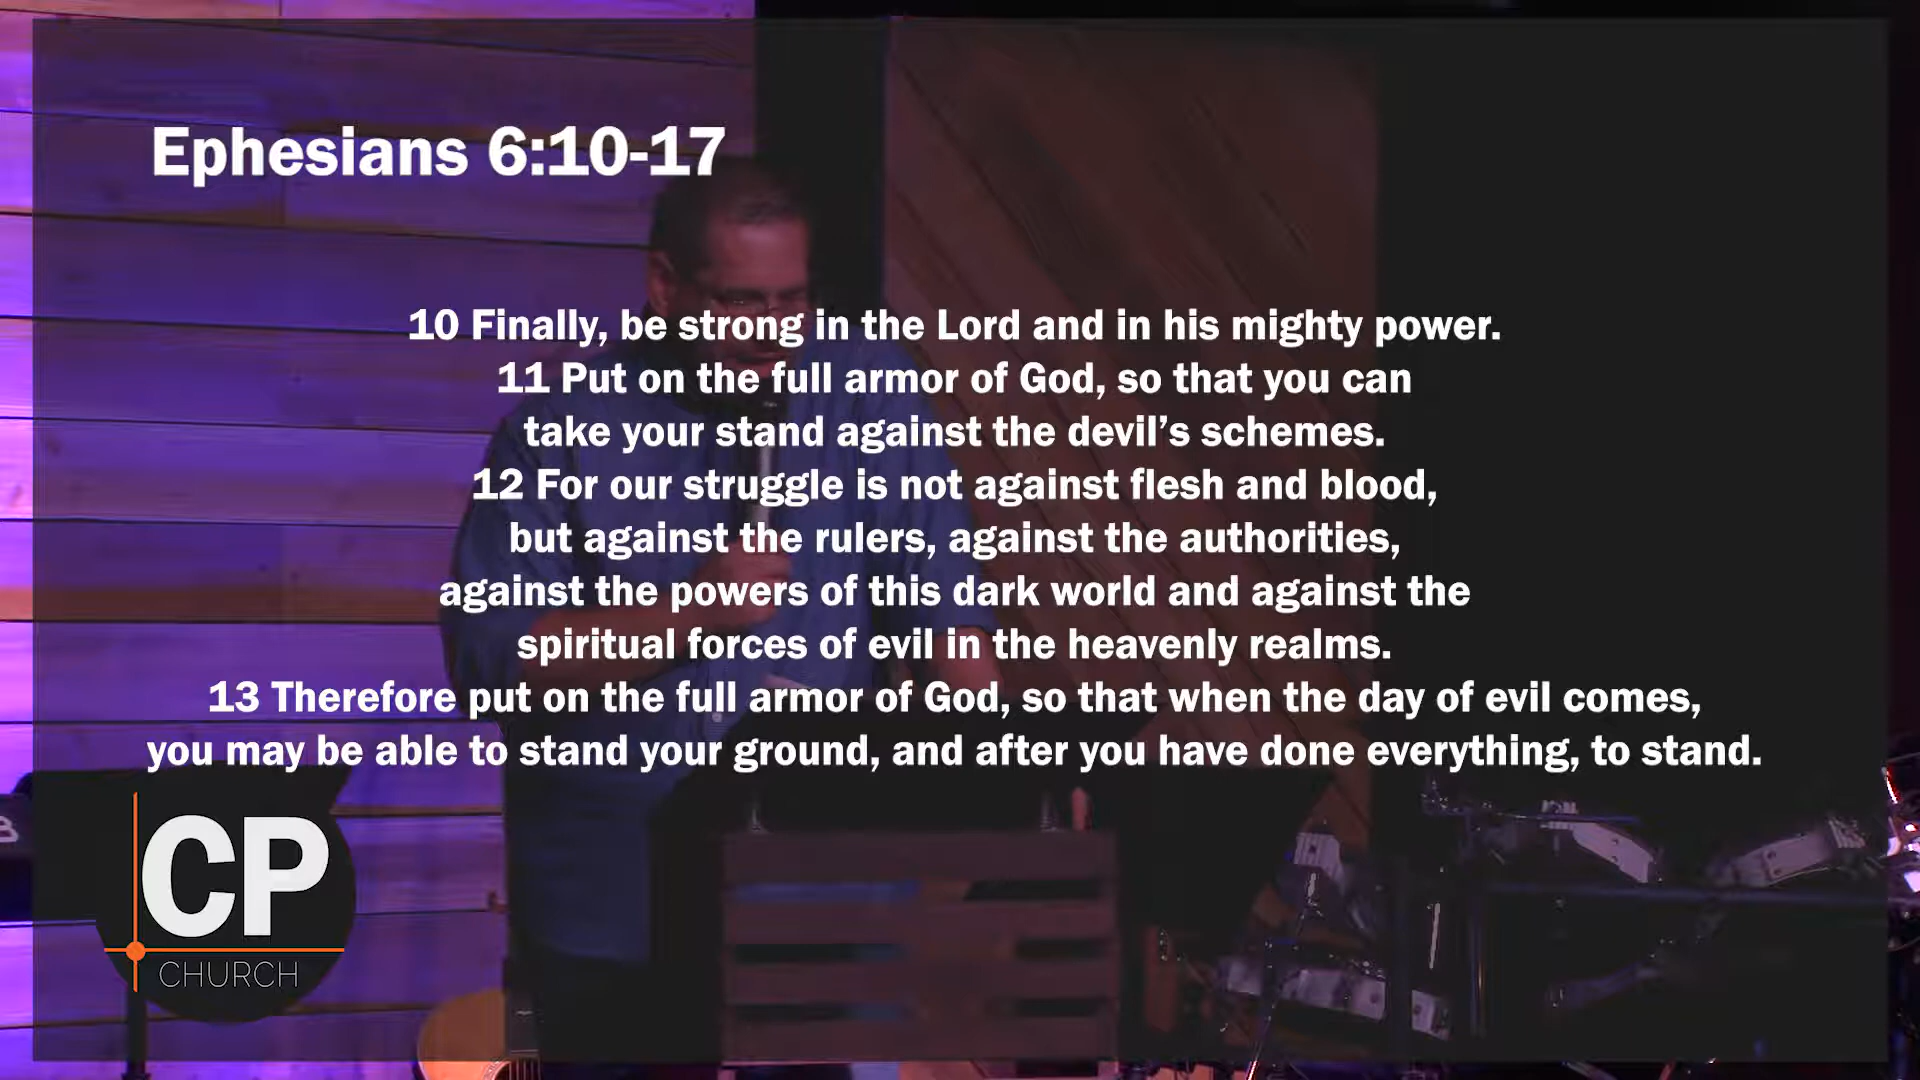 Ephesians 6:10-17
10 Finally, be strong in the Lord and in his mighty power.
11 Put on the full armor of God, so that you can
take your stand against the devil’s schemes.
12 For our struggle is not against flesh and blood,
but against the rulers, against the authorities,
against the powers of this dark world and against the
spiritual forces of evil in the heavenly realms.
13 Therefore put on the full armor of God, so that when the day of evil comes,
you may be able to stand your ground, and after you have done everything, to stand.
CP
CHURCH